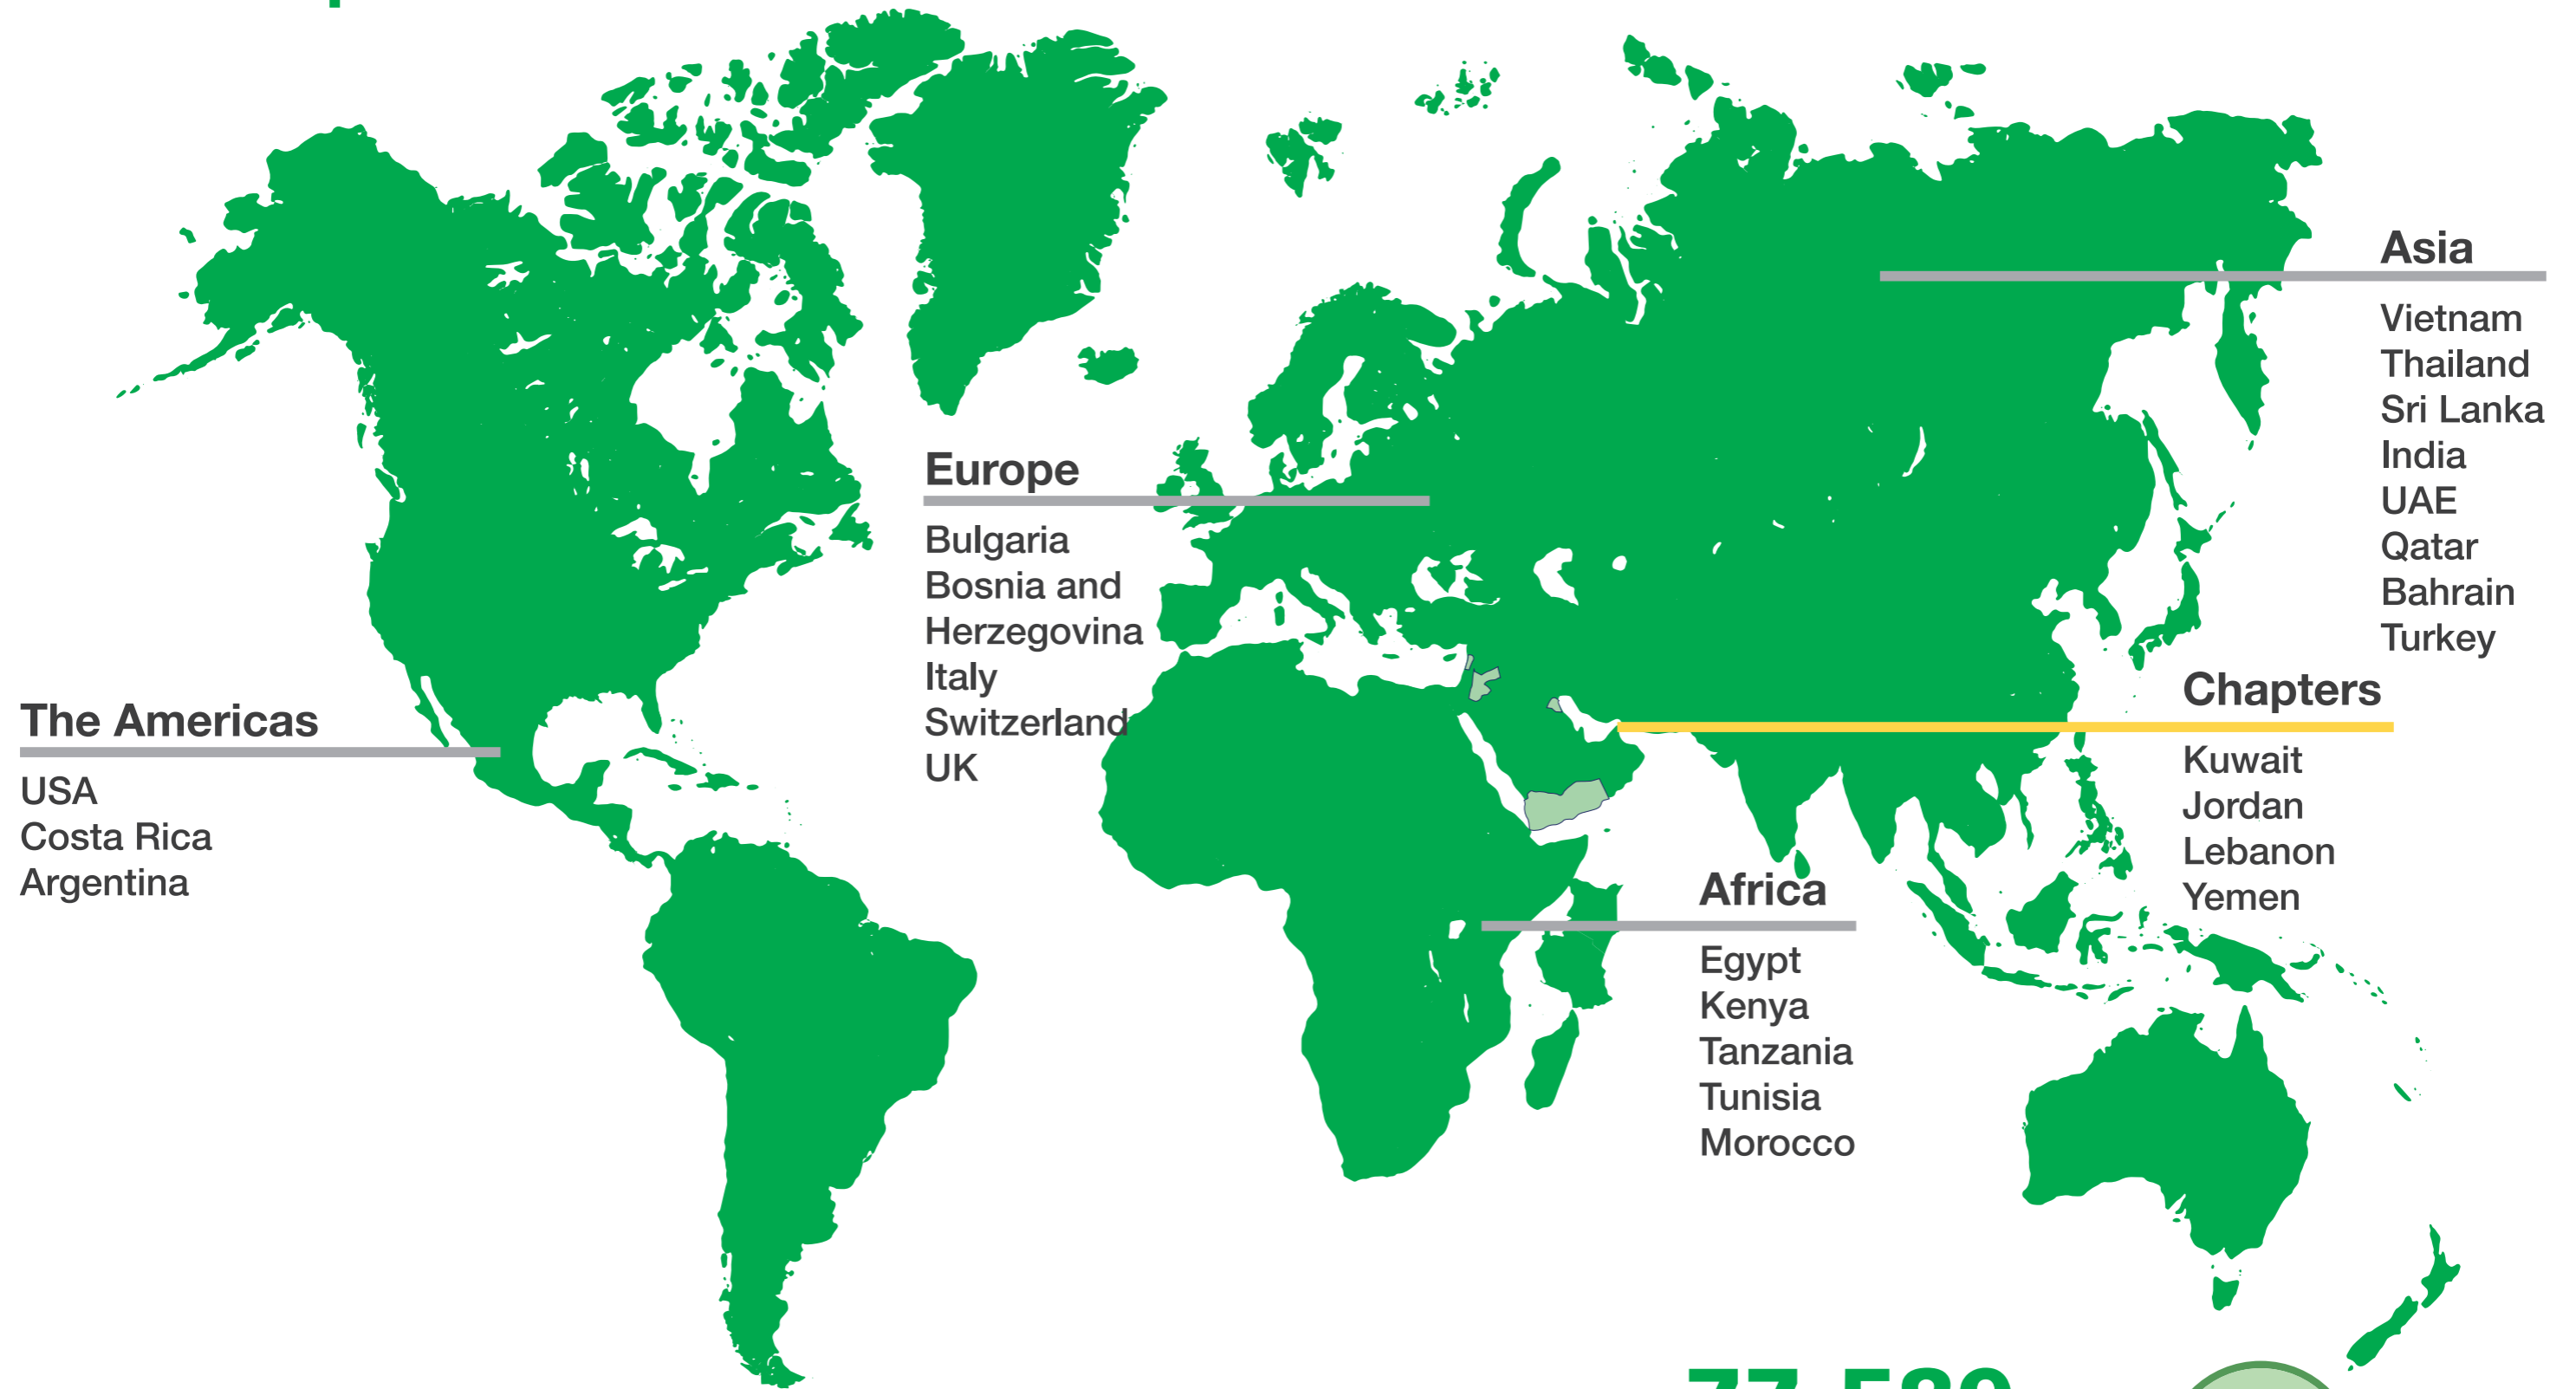 Asia
Vietnam
Thailand
Sri Lanka
India
UAE
Qatar
Bahrain
Turkey
Europe
Bulgaria
Bosnia and
Herzegovina
Italy
Switzerland
UK
The Americas
USA
Costa Rica
Argentina
Chapters
Kuwait
Jordan
Lebanon
Yemen
Africa
Egypt
Kenya
Tanzania
Tunisia
Morocco